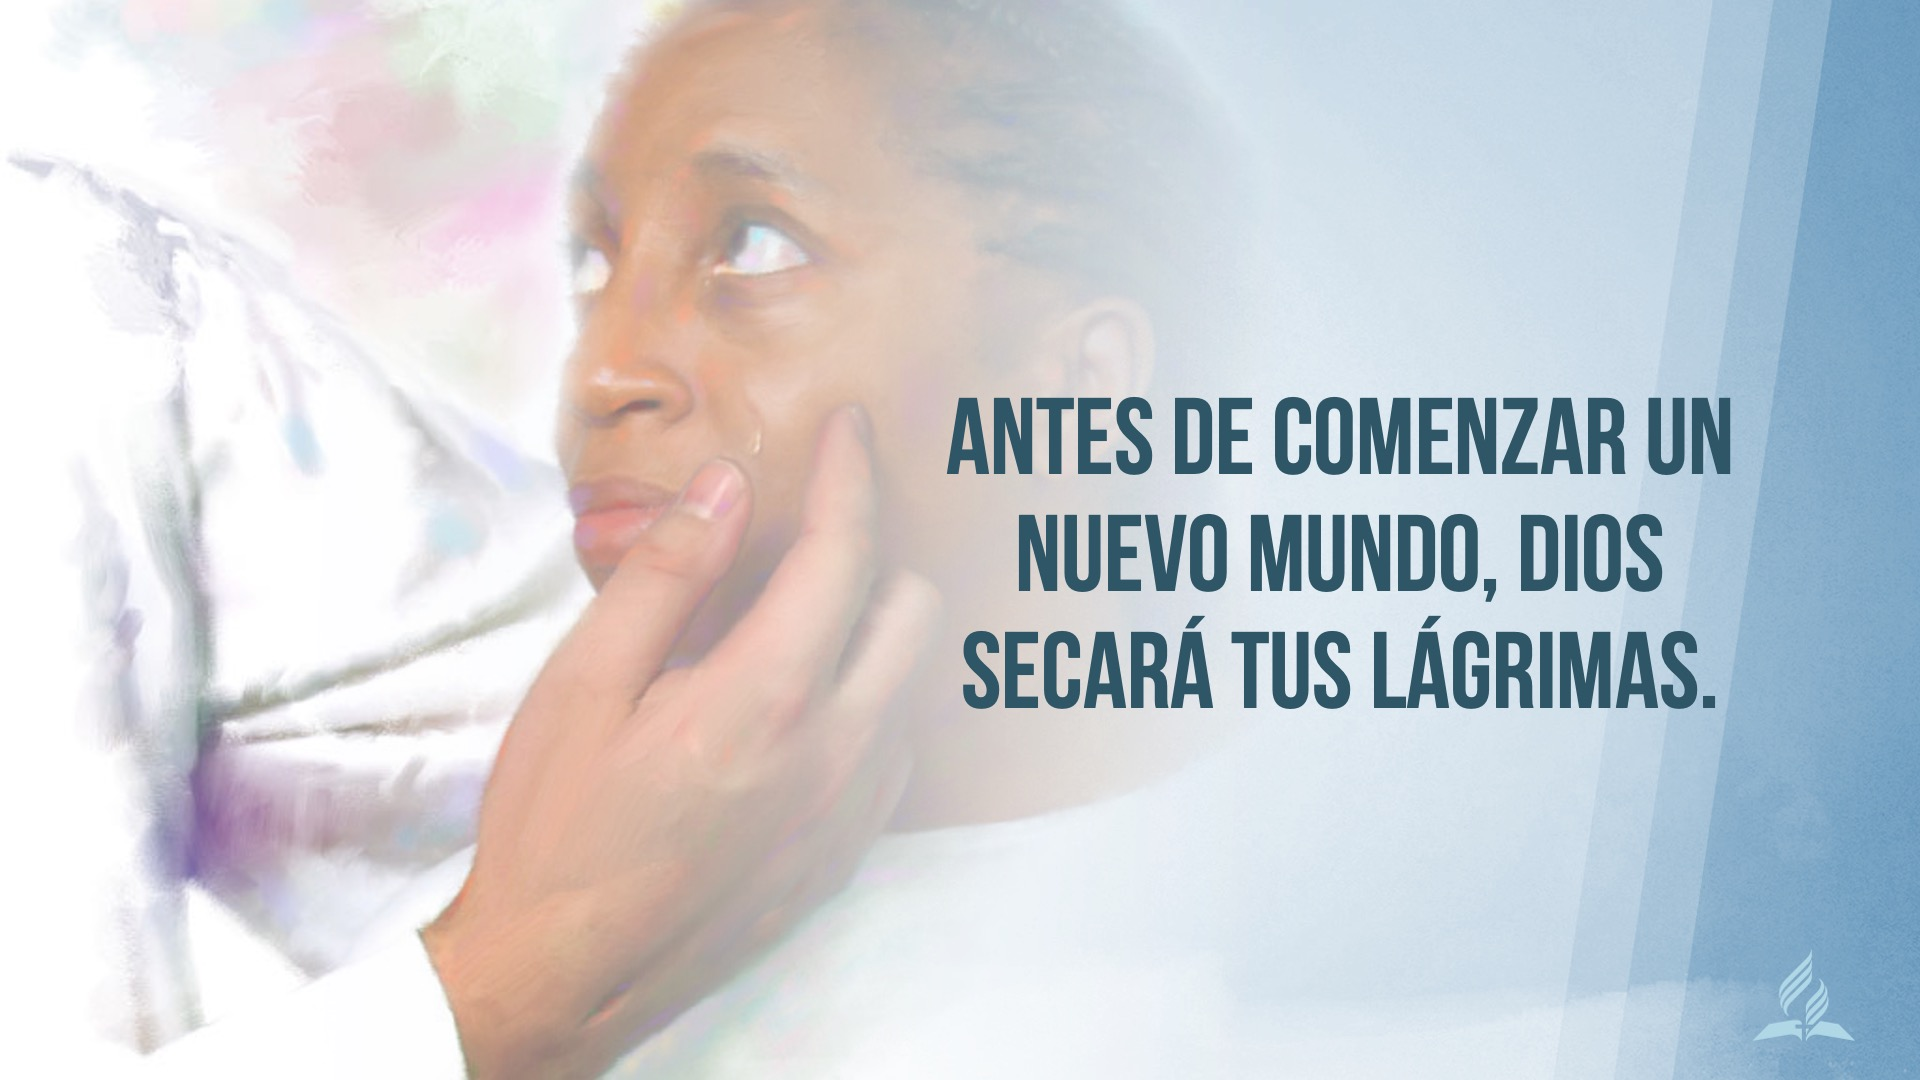 ANTES DE COMENZAR UN
NUEVO MUNDO, DIOS
SECARÁ TUS LÁGRIMAS.